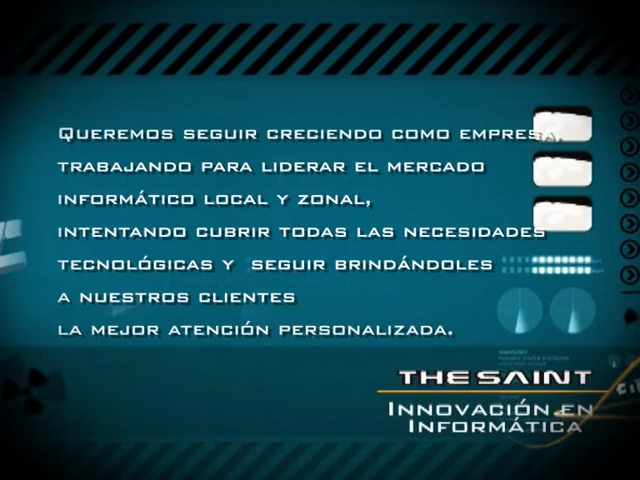 Queremos seguir creciendo como empresa,
trabajando para liderar el mercado
informático local y zonal,
intentando cubrir todas las necesidades
tecnológicas y seguir brindándoles
a nuestros clientes
la mejor atención personalizada.
THE SAINT
Innovación en
Informática